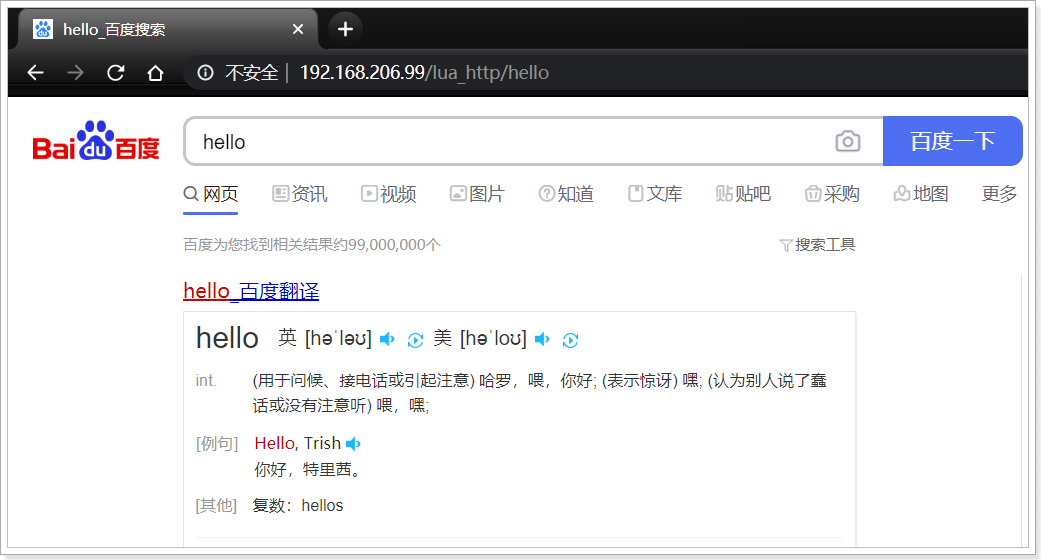 hello_百度搜索
不安全 | 192.168.206.99/lua_http/hello
Bai du 百度 hello 百度一下
网页 资讯 视频 图片 知道 文库 贴吧 采购 地图 更多
百度为您找到相关结果约99,000,000个 搜索工具
hello_百度翻译
hello 英 [həˈləʊ] 美 [həˈloʊ]
int. (用于问候、接电话或引起注意) 哈罗，喂，你好; (表示惊讶) 嘿; (认为别人说了蠢
话或没有注意听) 喂，嘿;
[例句] Hello, Trish
你好，特里茜。
[其他] 复数：hellos